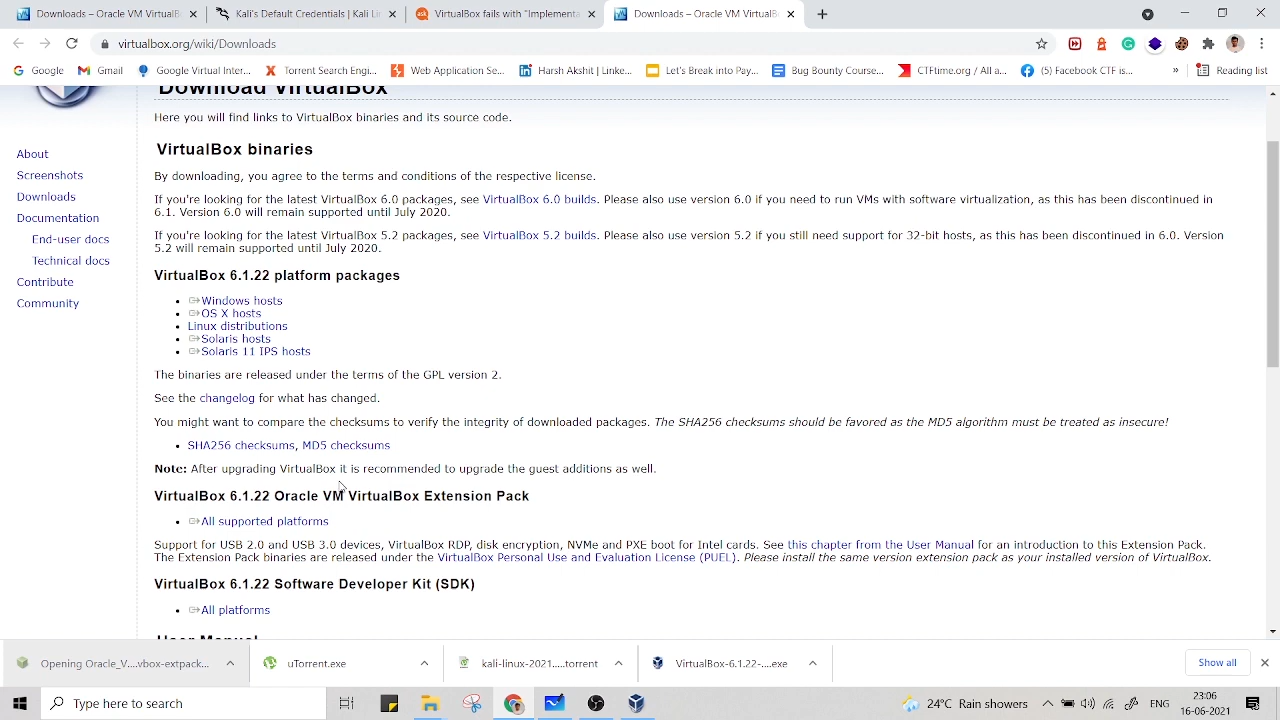 Downloads – Oracle VM VirtualB
Kali's Default Credentials | Kali Li
VirtualBox fails with "Implementa
Downloads – Oracle VM VirtualB
virtualbox.org/wiki/Downloads
Google
Gmail
Google Virtual Inter...
Torrent Search Engi...
Web Application Se...
Harsh Akshit | Linke...
Let's Break into Pay...
Bug Bounty Course...
CTFtime.org / All a...
(5) Facebook CTF is...
»
Reading list
Download VirtualBox
Here you will find links to VirtualBox binaries and its source code.
About
Screenshots
Downloads
Documentation
End-user docs
Technical docs
Contribute
Community
VirtualBox binaries
By downloading, you agree to the terms and conditions of the respective license.
If you're looking for the latest VirtualBox 6.0 packages, see VirtualBox 6.0 builds. Please also use version 6.0 if you need to run VMs with software virtualization, as this has been discontinued in
6.1. Version 6.0 will remain supported until July 2020.
If you're looking for the latest VirtualBox 5.2 packages, see VirtualBox 5.2 builds. Please also use version 5.2 if you still need support for 32-bit hosts, as this has been discontinued in 6.0. Version
5.2 will remain supported until July 2020.
VirtualBox 6.1.22 platform packages
Windows hosts
OS X hosts
Linux distributions
Solaris hosts
Solaris 11 IPS hosts
The binaries are released under the terms of the GPL version 2.
See the changelog for what has changed.
You might want to compare the checksums to verify the integrity of downloaded packages. The SHA256 checksums should be favored as the MD5 algorithm must be treated as insecure!
SHA256 checksums, MD5 checksums
Note: After upgrading VirtualBox it is recommended to upgrade the guest additions as well.
VirtualBox 6.1.22 Oracle VM VirtualBox Extension Pack
All supported platforms
Support for USB 2.0 and USB 3.0 devices, VirtualBox RDP, disk encryption, NVMe and PXE boot for Intel cards. See this chapter from the User Manual for an introduction to this Extension Pack.
The Extension Pack binaries are released under the VirtualBox Personal Use and Evaluation License (PUEL). Please install the same version extension pack as your installed version of VirtualBox.
VirtualBox 6.1.22 Software Developer Kit (SDK)
All platforms
User Manual
Opening Oracle_V....vbox-extpack...
uTorrent.exe
kali-linux-2021.....torrent
VirtualBox-6.1.22-....exe
Show all
Type here to search
24°C Rain showers
ENG
23:06
16-06-2021